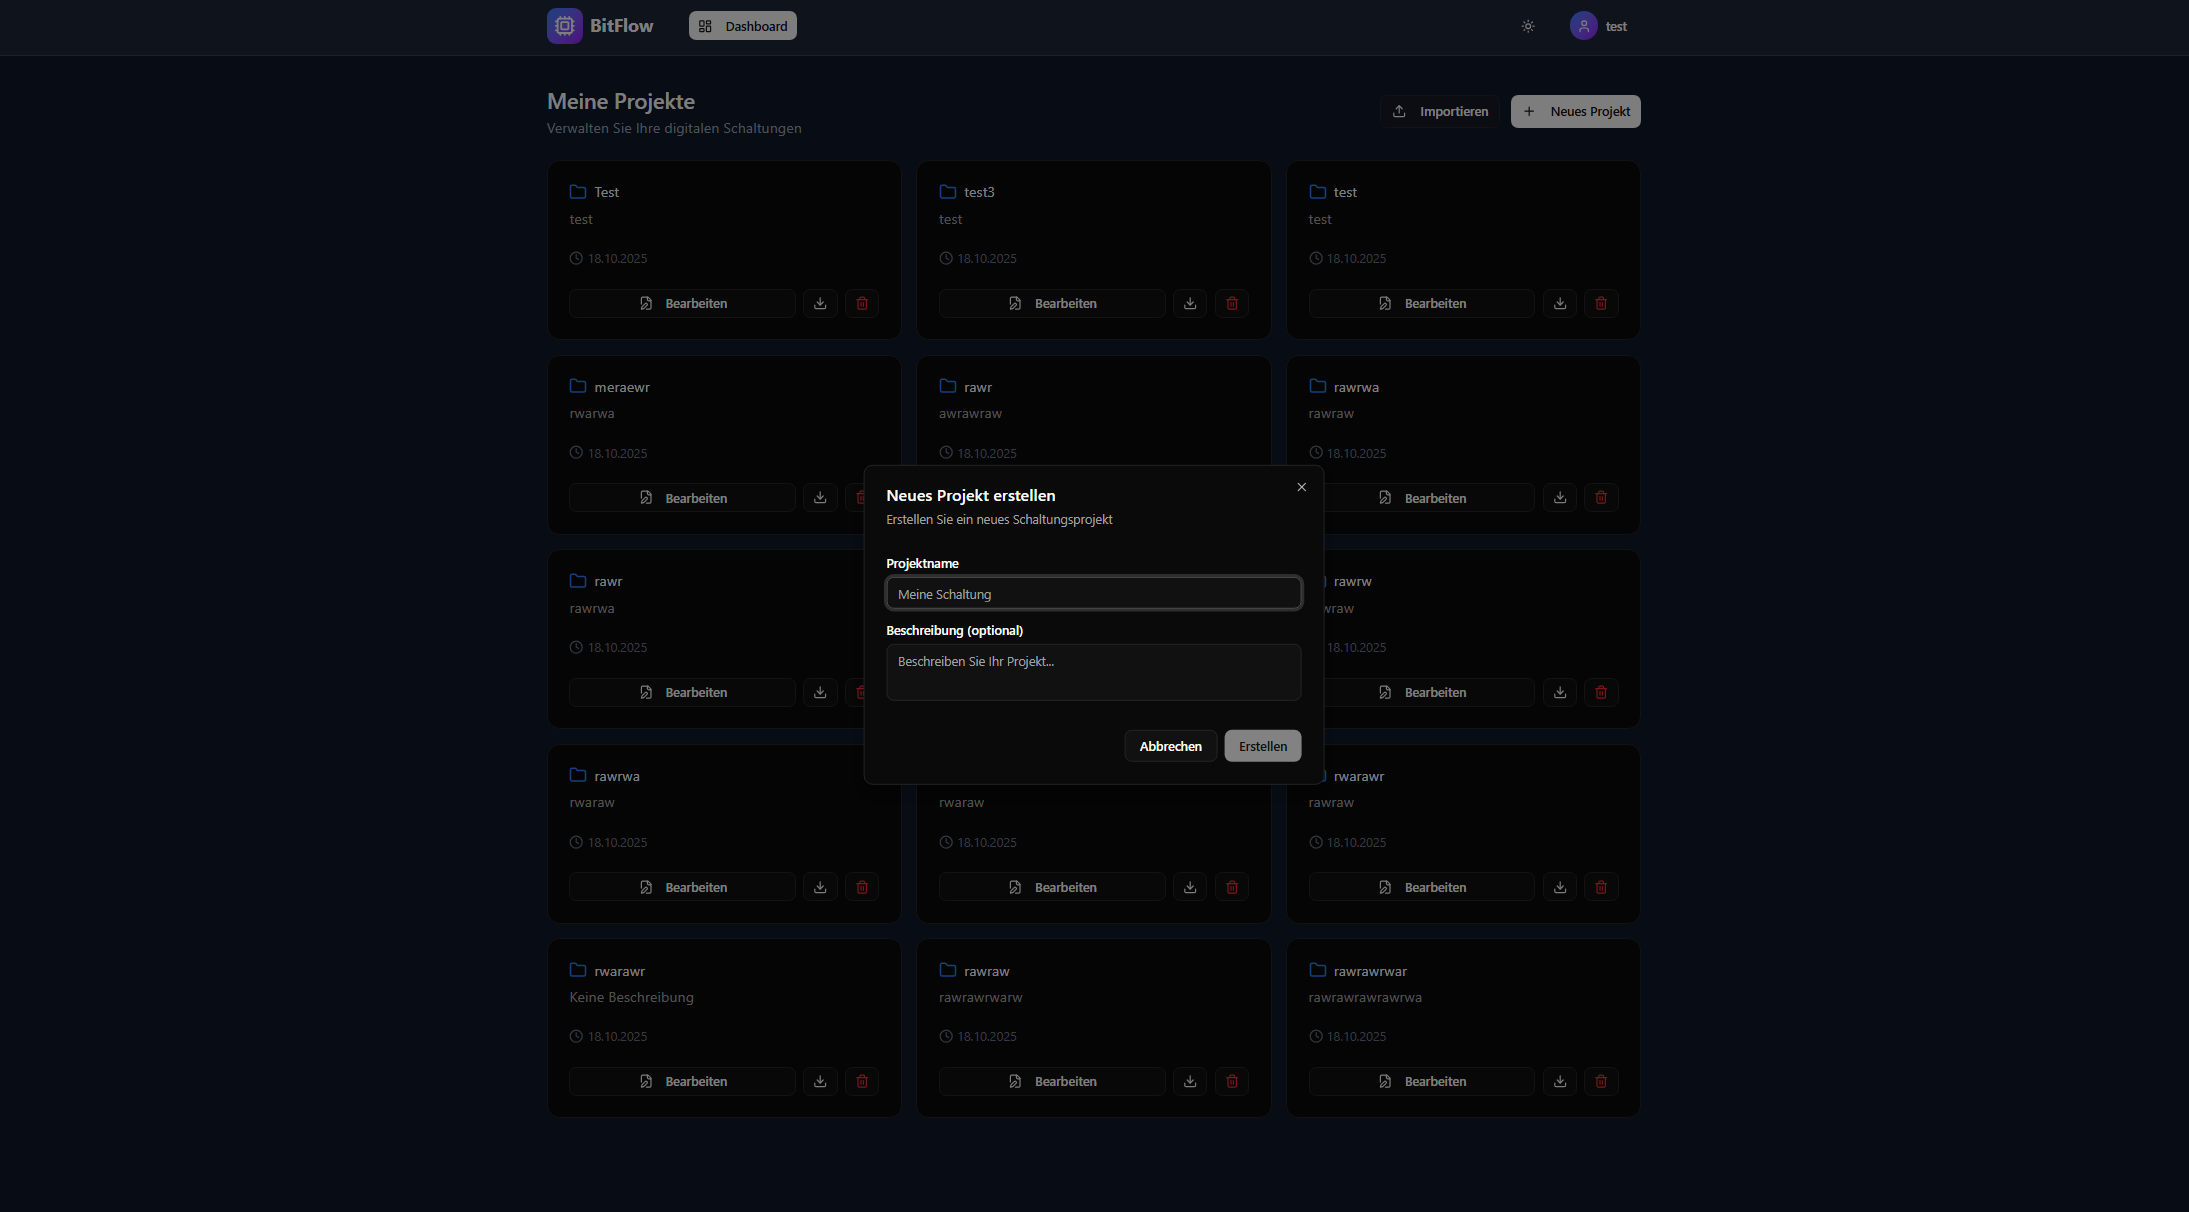 BitFlow
Dashboard
test
Meine Projekte
Verwalten Sie Ihre digitalen Schaltungen
Importieren
Neues Projekt
Test
test
18.10.2025
Bearbeiten
test3
test
18.10.2025
Bearbeiten
test
test
18.10.2025
Bearbeiten
meraewr
rwarwa
18.10.2025
Bearbeiten
rawr
awrawraw
18.10.2025
rawrwa
rawraw
18.10.2025
Bearbeiten
Neues Projekt erstellen
Erstellen Sie ein neues Schaltungsprojekt
Projektname
Meine Schaltung
Beschreibung (optional)
Beschreiben Sie Ihr Projekt...
Abbrechen
Erstellen
rawr
rawrwa
18.10.2025
Bearbeiten
rawrw
wraw
18.10.2025
Bearbeiten
rawrwa
rwaraw
18.10.2025
Bearbeiten
rwaraw
18.10.2025
Bearbeiten
rwarawr
rawraw
18.10.2025
Bearbeiten
rwarawr
Keine Beschreibung
18.10.2025
Bearbeiten
rawraw
rawrawrwarw
18.10.2025
Bearbeiten
rawrawrwar
rawrawrawrawrwa
18.10.2025
Bearbeiten